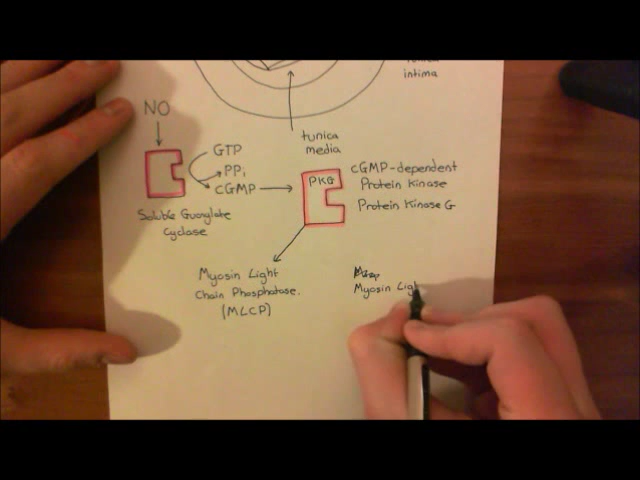 tunica
intima
NO
tunica
media
GTP
PPi
cGMP
PKG
cGMP-dependent
Protein Kinase
Protein Kinase G
Soluble Guanylate
cyclase
Myosin Light
Chain Phosphatase.
(MLCP)
Myosin Ligh